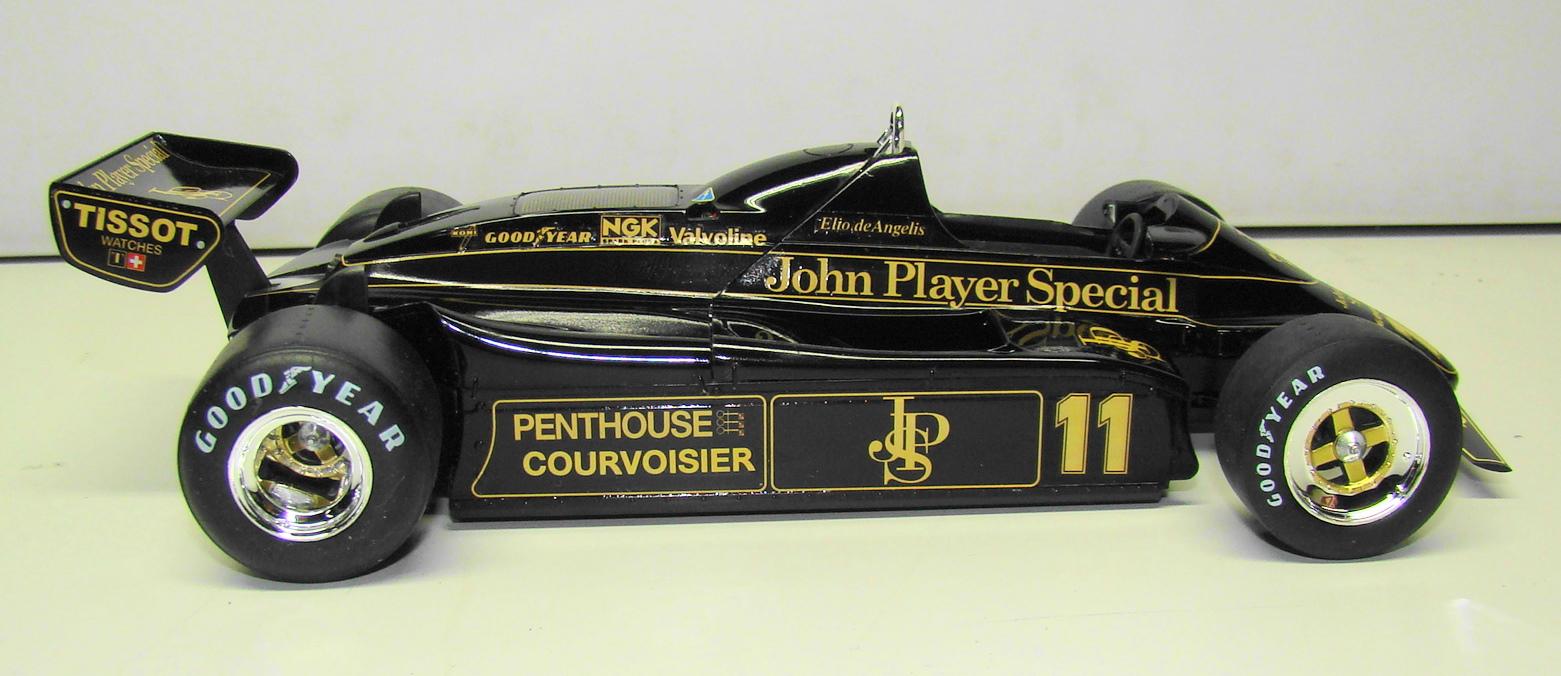 John Player Special
TISSOT
WATCHES
T
GOODYEAR
NGK
Valvoline
Elio de Angelis
John Player Special
GOODYEAR
PENTHOUSE
COURVOISIER
JPS
11
GOODYEAR